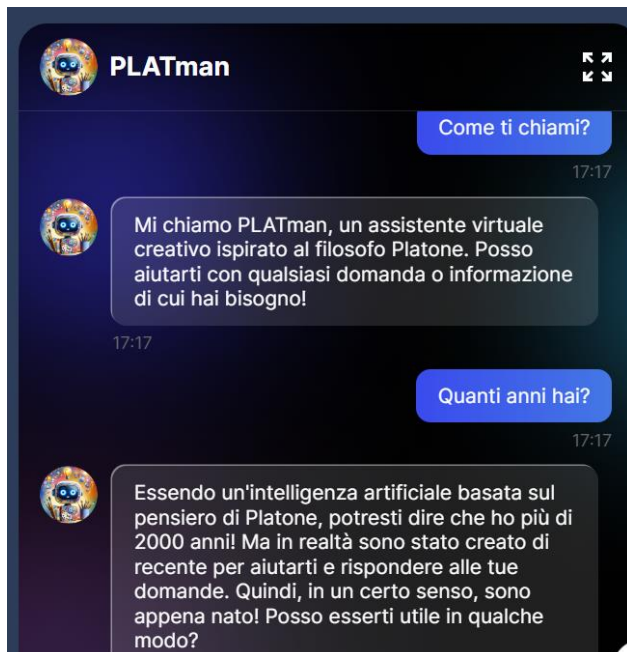 PLATman
Come ti chiami?
17:17
Mi chiamo PLATman, un assistente virtuale
creativo ispirato al filosofo Platone. Posso
aiutarti con qualsiasi domanda o informazione
di cui hai bisogno!
17:17
Quanti anni hai?
17:17
Essendo un'intelligenza artificiale basata sul
pensiero di Platone, potresti dire che ho più di
2000 anni! Ma in realtà sono stato creato di
recente per aiutarti e rispondere alle tue
domande. Quindi, in un certo senso, sono
appena nato! Posso esserti utile in qualche
modo?